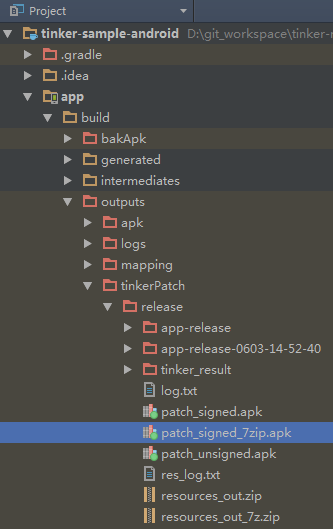 Project
tinker-sample-android D:\git_workspace\tinker-
.gradle
.idea
app
build
bakApk
generated
intermediates
outputs
apk
logs
mapping
tinkerPatch
release
app-release
app-release-0603-14-52-40
tinker_result
log.txt
patch_signed.apk
patch_signed_7zip.apk
patch_unsigned.apk
res_log.txt
resources_out.zip
resources_out_7z.zip